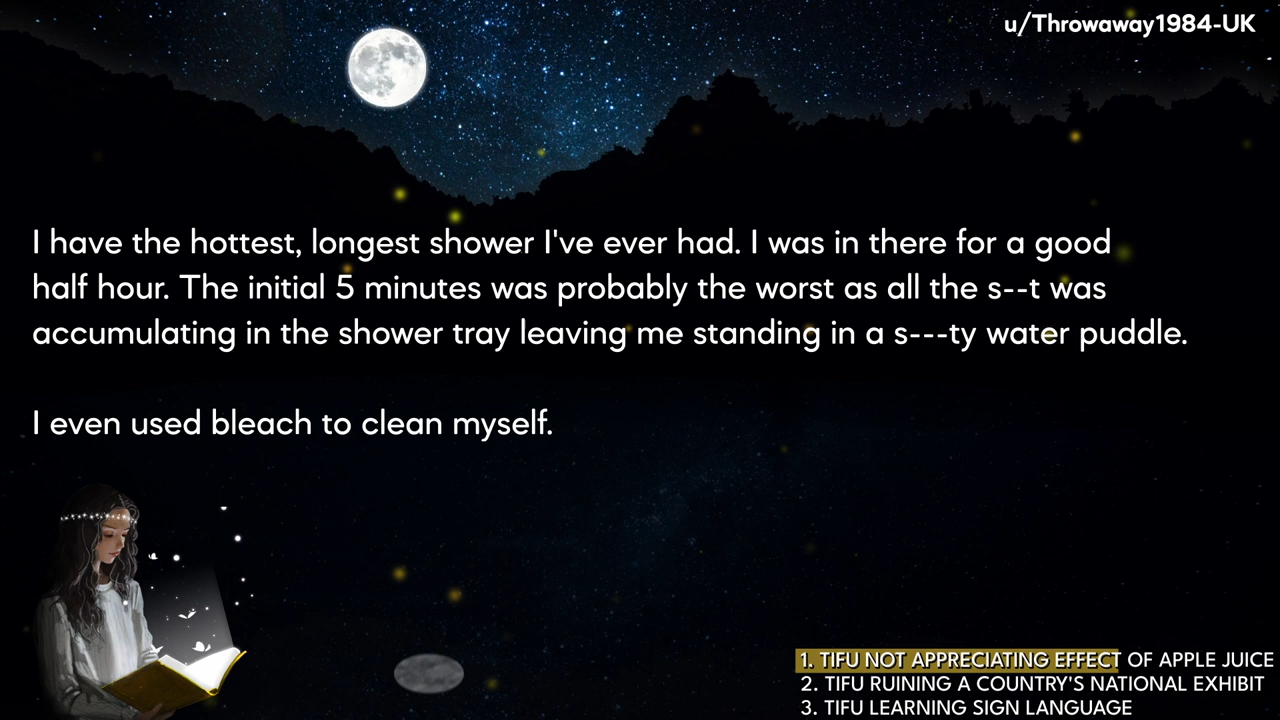 u/Throwaway1984-UK
I have the hottest, longest shower I've ever had. I was in there for a good
half hour. The initial 5 minutes was probably the worst as all the s--t was
accumulating in the shower tray leaving me standing in a s---ty water puddle.
I even used bleach to clean myself.
1. TIFU NOT APPRECIATING EFFECT OF APPLE JUICE
2. TIFU RUINING A COUNTRY'S NATIONAL EXHIBIT
3. TIFU LEARNING SIGN LANGUAGE